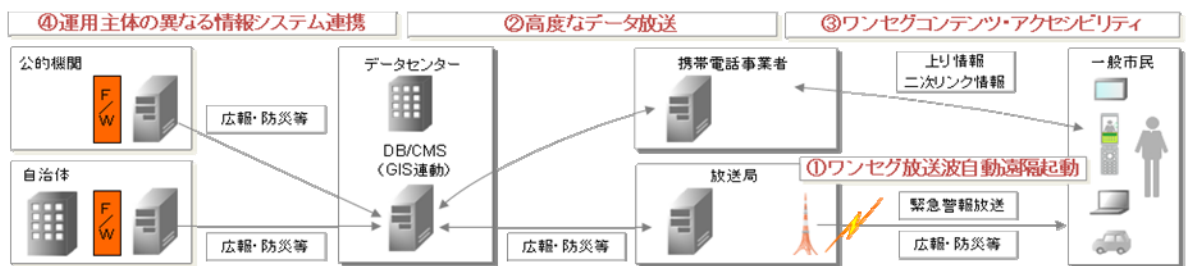 ④運用主体の異なる情報システム連携
②高度なデータ放送
③ワンセグコンテンツ・アクセシビリティ
公的機関
F/W
広報・防災等
自治体
F/W
広報・防災等
データセンター
DB/CMS
(GIS連動)
広報・防災等
携帯電話事業者
放送局
上り情報
二次リンク情報
①ワンセグ放送波自動遠隔起動
緊急警報放送
広報・防災等
一般市民